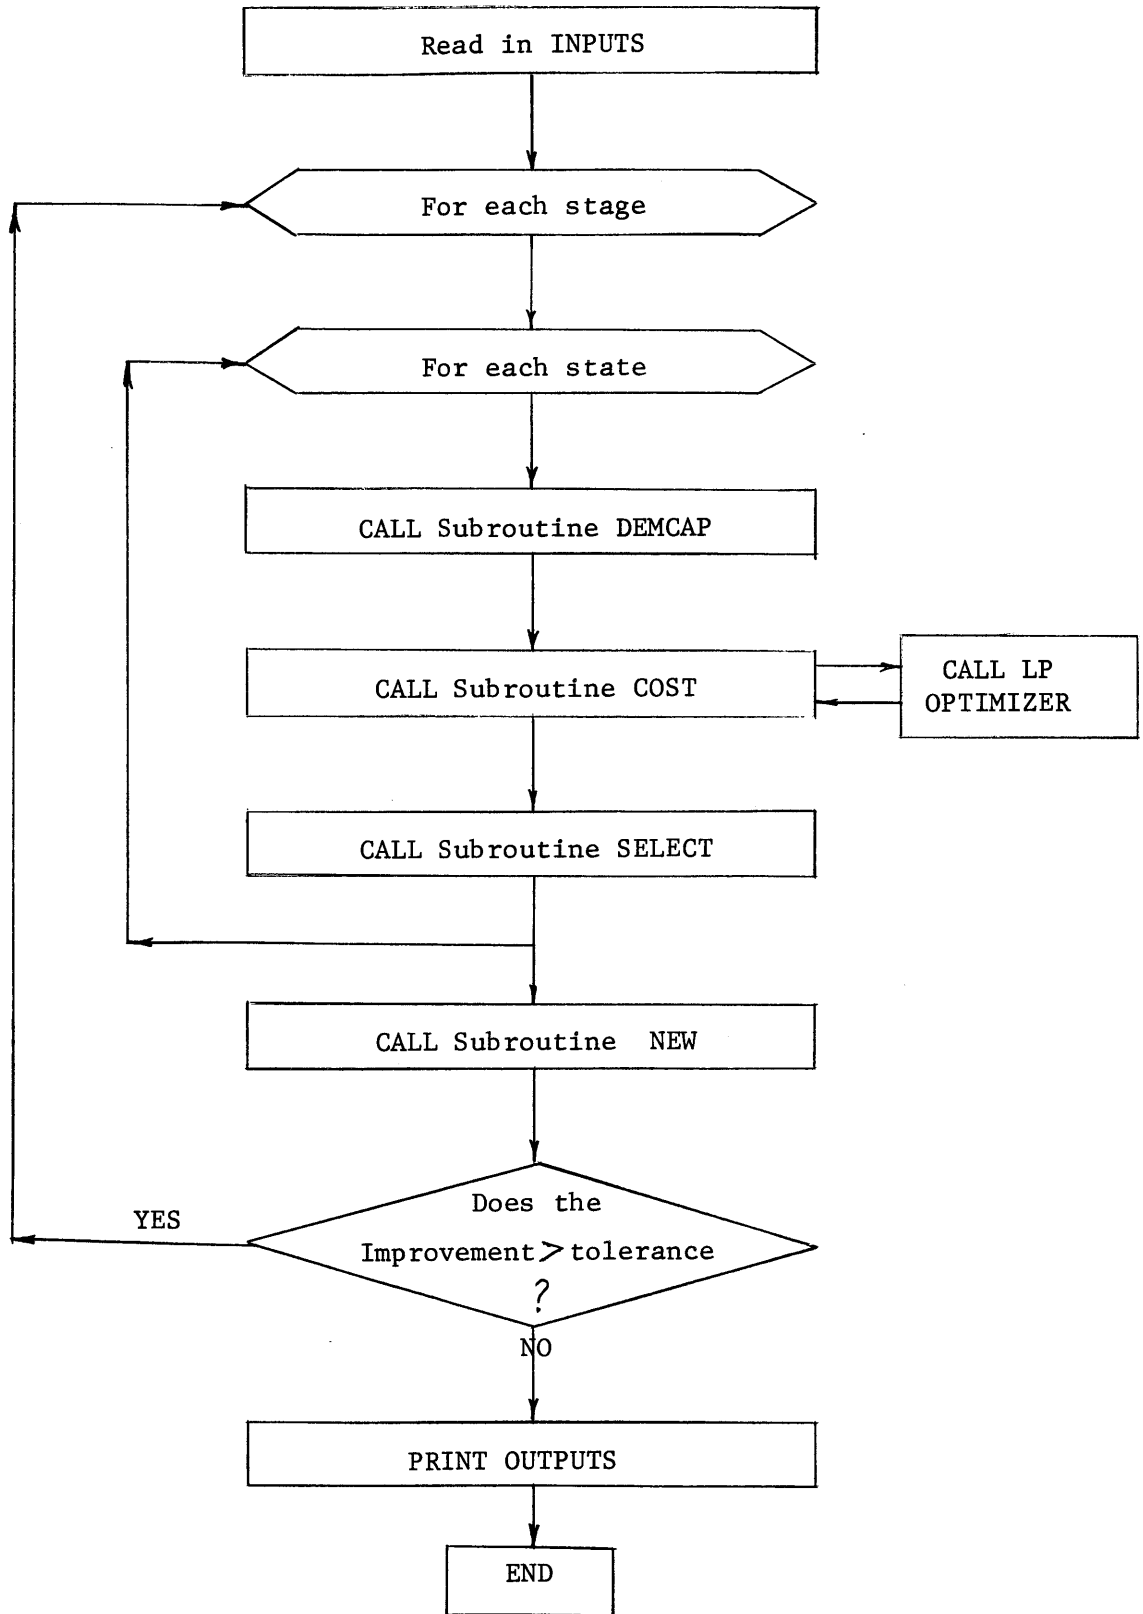 Read in INPUTS
For each stage
For each state
CALL Subroutine DEMCAP
CALL Subroutine COST
CALL LP
OPTIMIZER
CALL Subroutine SELECT
CALL Subroutine NEW
Does the
YES
Improvement > tolerance
?
NO
PRINT OUTPUTS
END